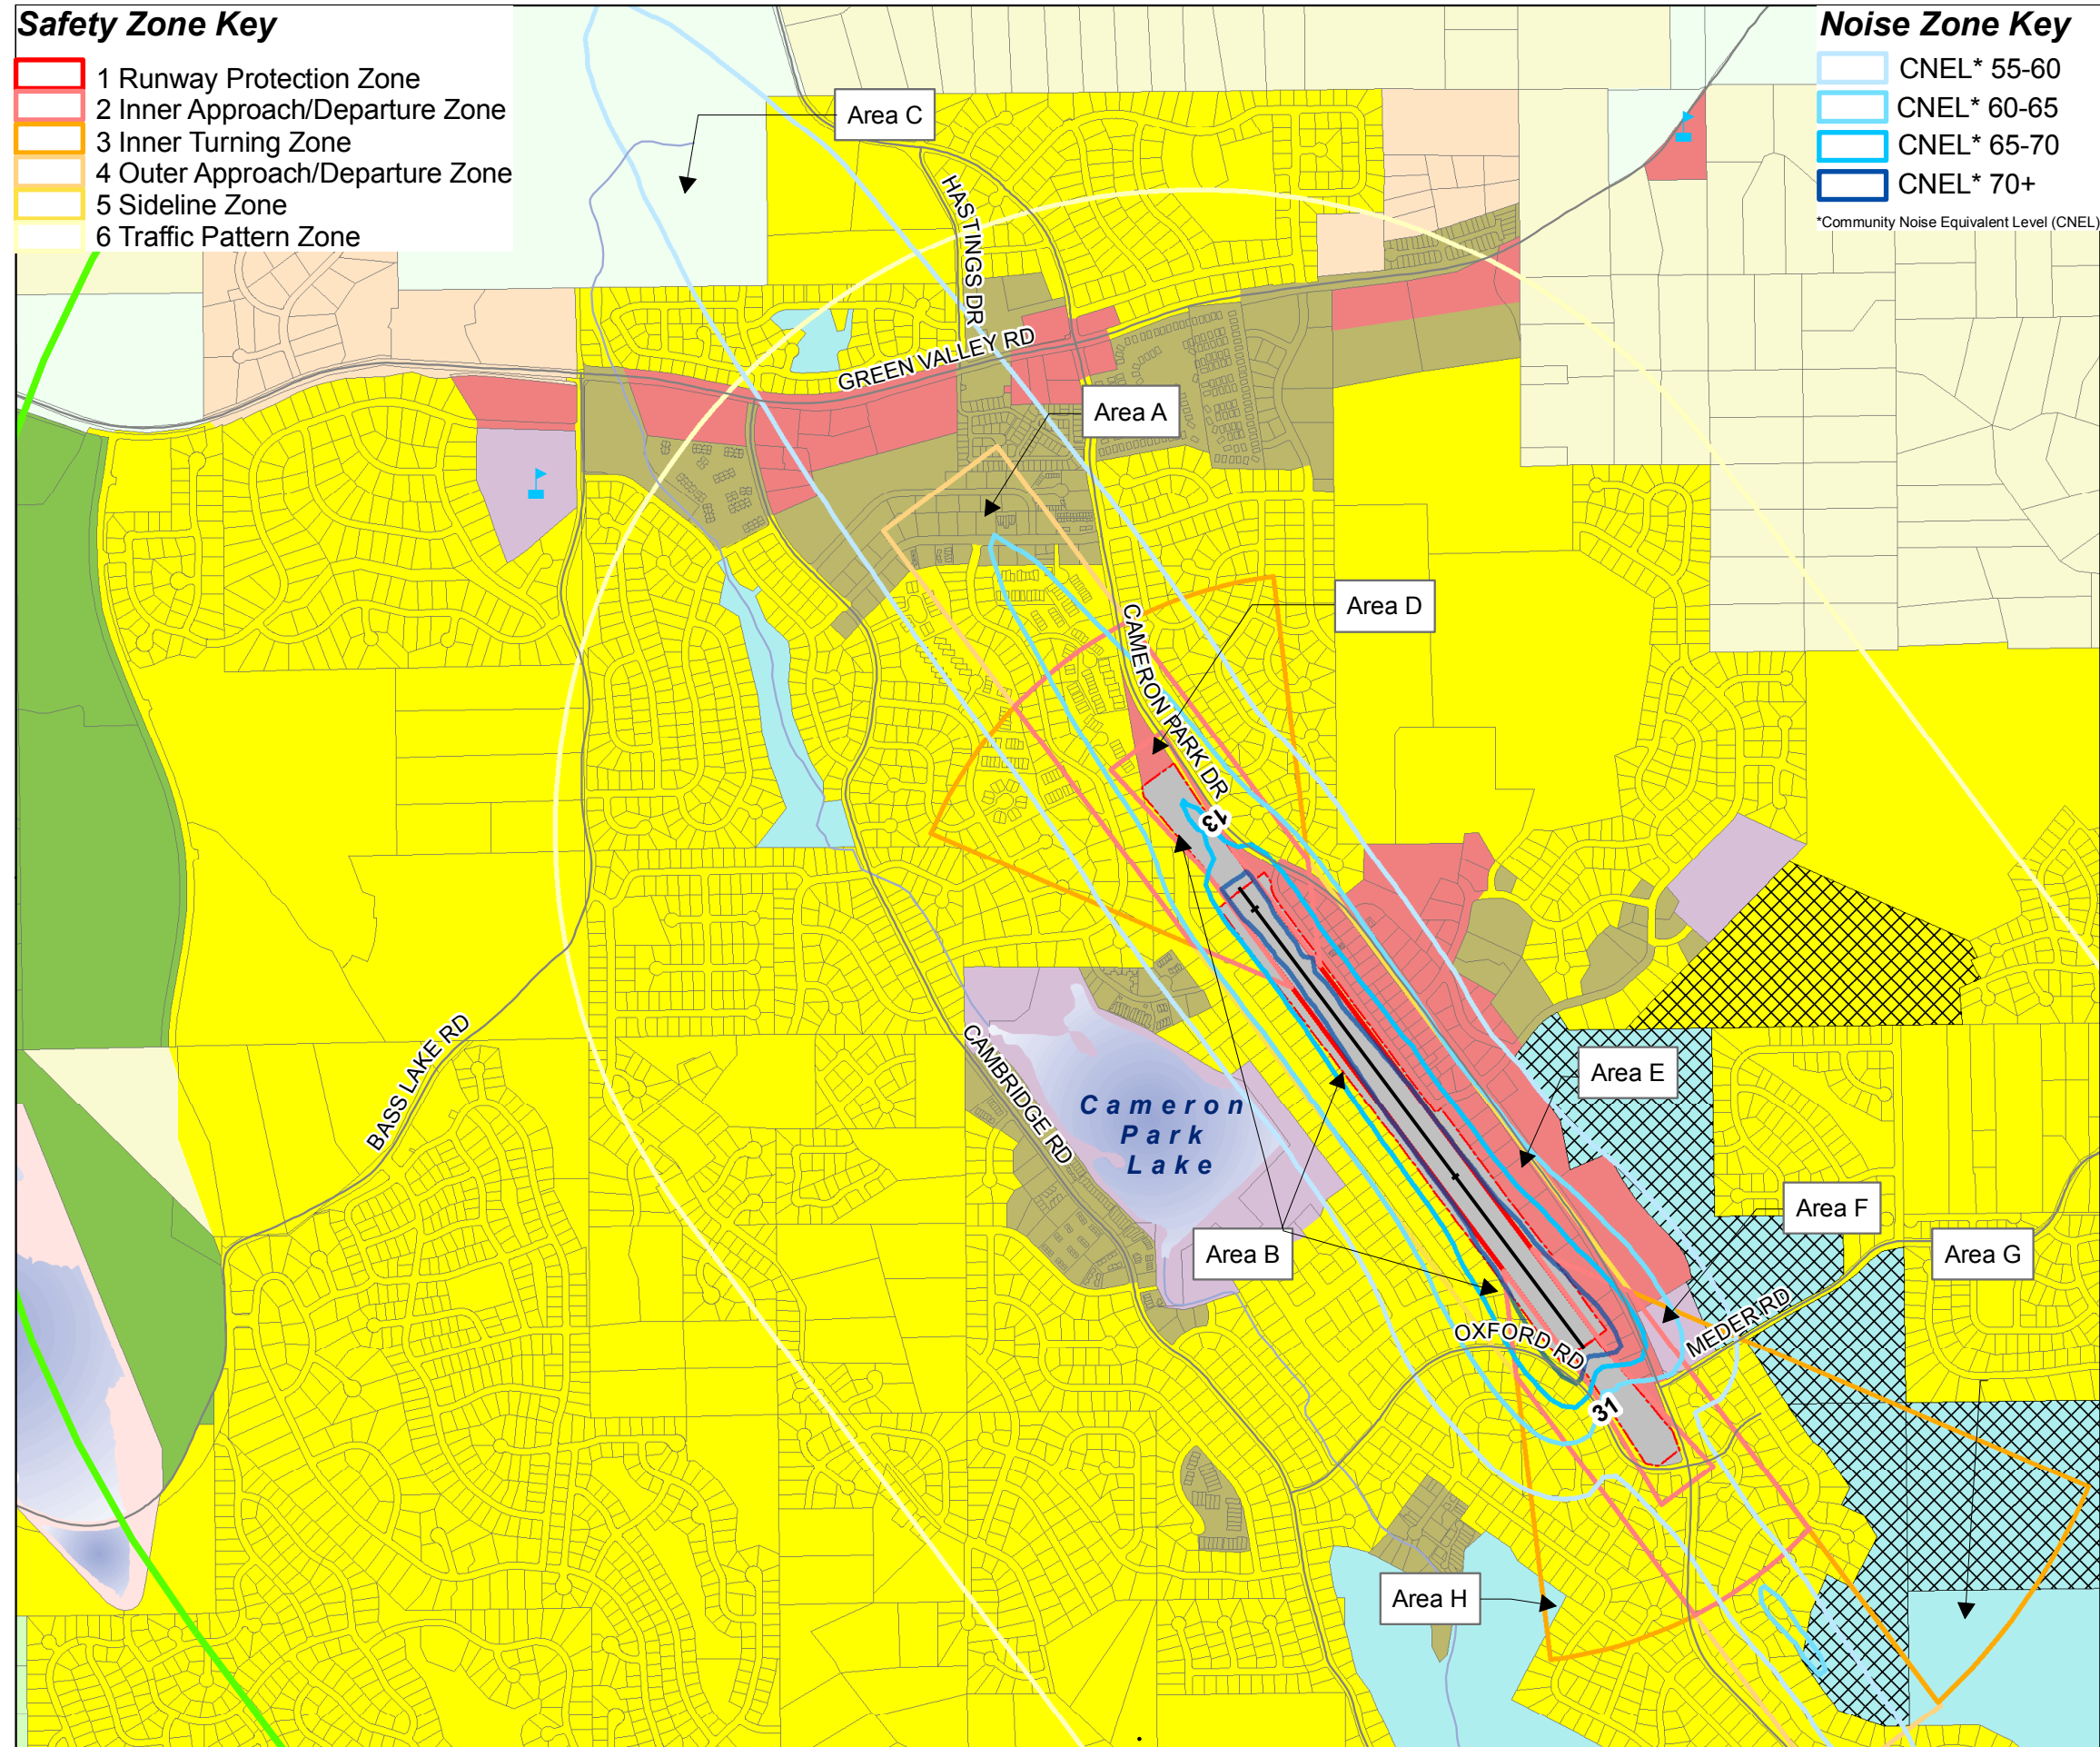 Safety Zone Key
1 Runway Protection Zone
2 Inner Approach/Departure Zone
3 Inner Turning Zone
4 Outer Approach/Departure Zone
5 Sideline Zone
6 Traffic Pattern Zone
Noise Zone Key
CNEL* 55-60
CNEL* 60-65
CNEL* 65-70
CNEL* 70+
*Community Noise Equivalent Level (CNEL)
Area C
HASTINGS DR
GREEN VALLEY RD
Area A
Area D
CAMERON PARK DR
13
BASS LAKE RD
CAMBRIDGE RD
Cameron
Park
Lake
Area E
Area F
Area B
Area G
MEDER RD
OXFORD RD
31
Area H